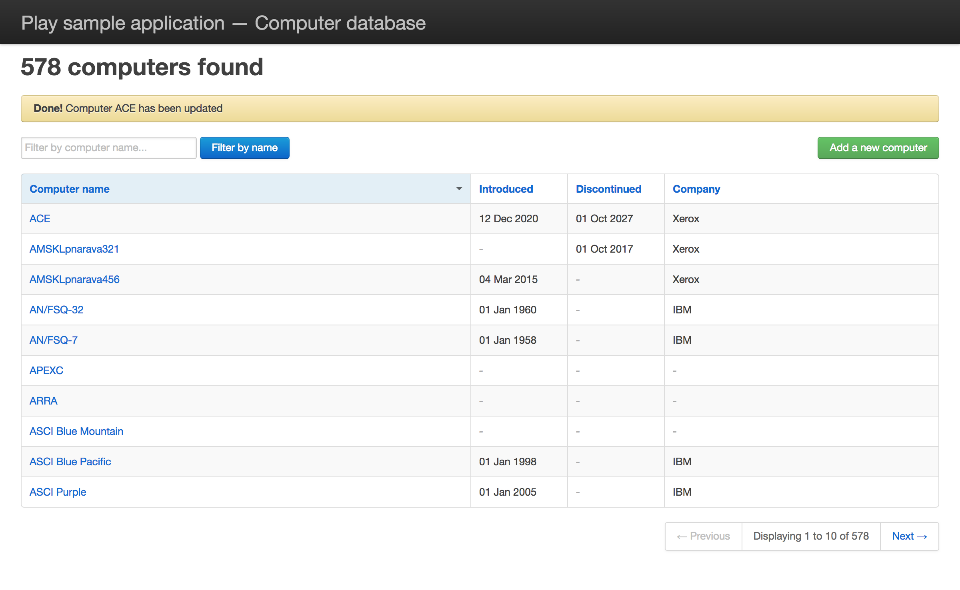 Play sample application — Computer database
578 computers found
Done! Computer ACE has been updated
Filter by computer name... Filter by name Add a new computer
Computer name Introduced Discontinued Company
ACE 12 Dec 2020 01 Oct 2027 Xerox
AMSKLpnarava321 - 01 Oct 2017 Xerox
AMSKLpnarava456 04 Mar 2015 - Xerox
AN/FSQ-32 01 Jan 1960 - IBM
AN/FSQ-7 01 Jan 1958 - IBM
APEXC - - -
ARRA - - -
ASCI Blue Mountain - - -
ASCI Blue Pacific 01 Jan 1998 - IBM
ASCI Purple 01 Jan 2005 - IBM
← Previous Displaying 1 to 10 of 578 Next →